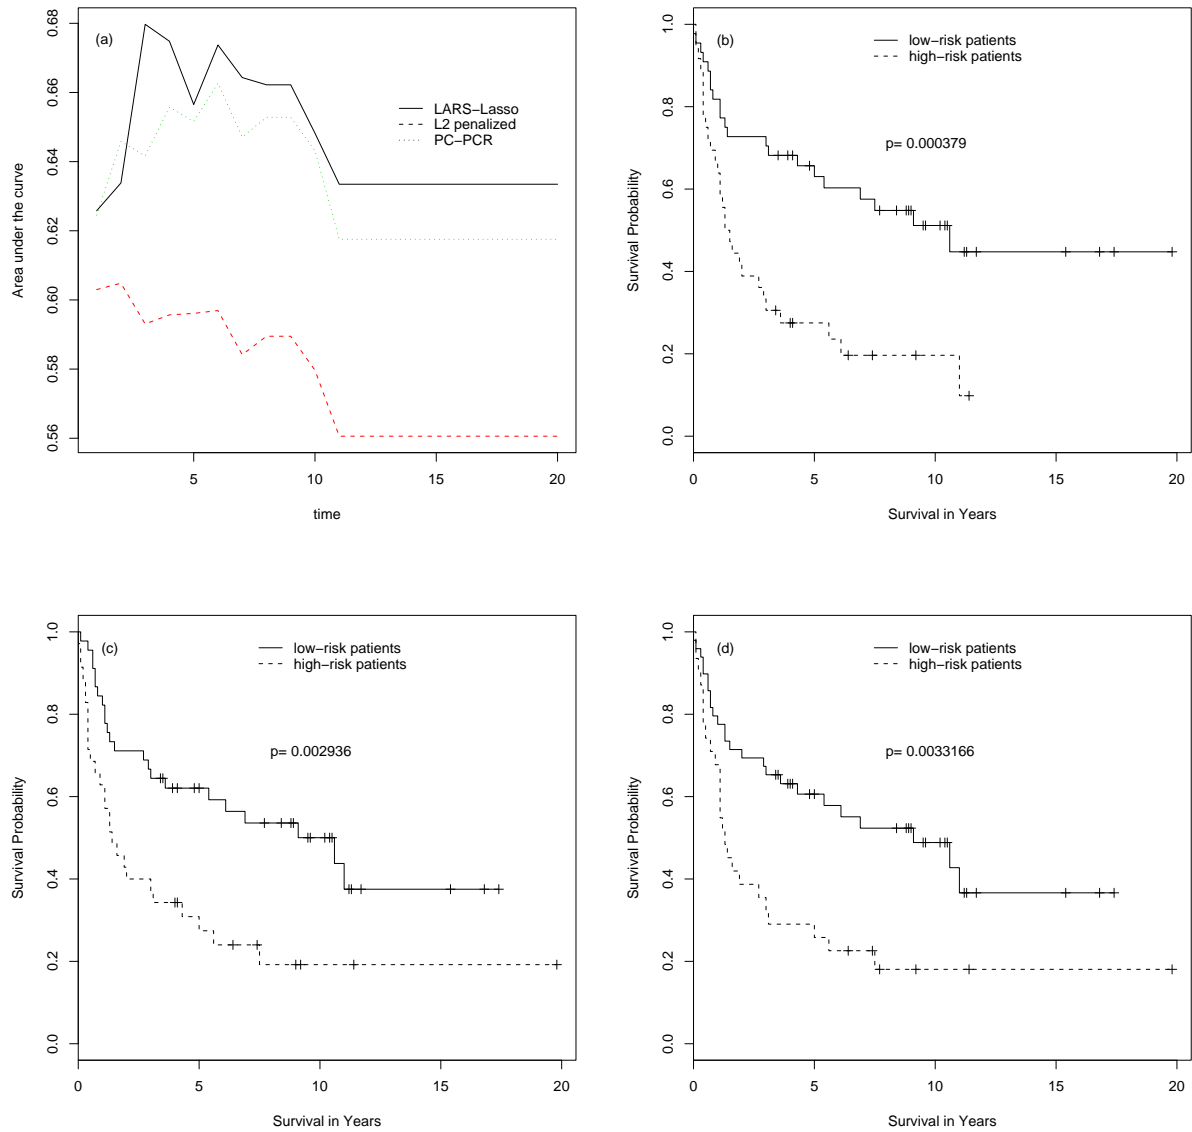 (a)
LARS−Lasso
L2 penalized
PC−PCR
Area under the curve
0.56 0.58 0.60 0.62 0.64 0.66 0.68
5 10 15 20
time
(b)
low−risk patients
high−risk patients
p= 0.000379
Survival Probability
0.0 0.2 0.4 0.6 0.8 1.0
0 5 10 15 20
Survival in Years
(c)
low−risk patients
high−risk patients
p= 0.002936
Survival Probability
0.0 0.2 0.4 0.6 0.8 1.0
0 5 10 15 20
Survival in Years
(d)
low−risk patients
high−risk patients
p= 0.0033166
Survival Probability
0.0 0.2 0.4 0.6 0.8 1.0
0 5 10 15 20
Survival in Years